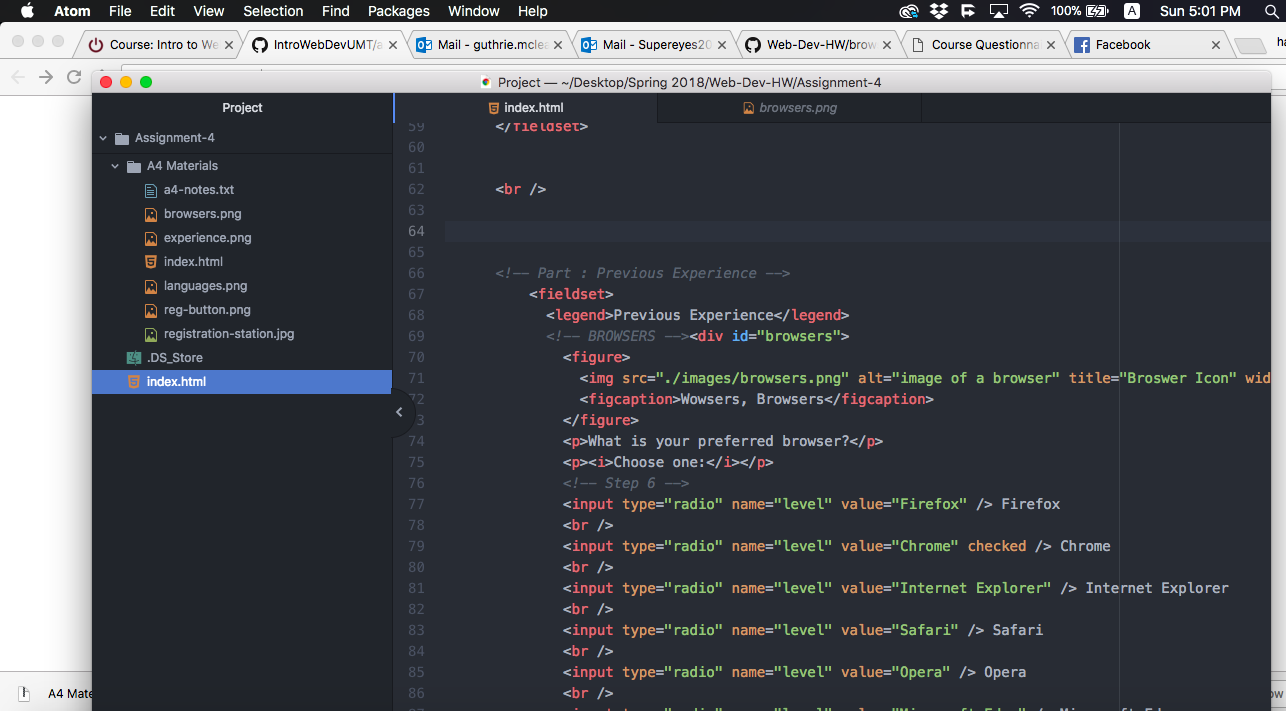 Atom File Edit View Selection Find Packages Window Help 100% A Sun 5:01 PM
Course: Intro to We
IntroWebDevUMT/a
Mail - guthrie.mclea
Mail - Supereyes20
Web-Dev-HW/brow
Course Questionna
Facebook
Project — ~/Desktop/Spring 2018/Web-Dev-HW/Assignment-4
Project
index.html
browsers.png
Assignment-4
A4 Materials
a4-notes.txt
browsers.png
experience.png
index.html
languages.png
reg-button.png
registration-station.jpg
.DS_Store
index.html
59 </fieldset>
60
61
62 <br />
63
64
65
66 <!-- Part : Previous Experience -->
67 <fieldset>
68 <legend>Previous Experience</legend>
69 <!-- BROWSERS --><div id="browsers">
70 <figure>
71 <img src="./images/browsers.png" alt="image of a browser" title="Broswer Icon" wid
72 <figcaption>Wowsers, Browsers</figcaption>
3 </figure>
74 <p>What is your preferred browser?</p>
75 <p><i>Choose one:</i></p>
76 <!-- Step 6 -->
77 <input type="radio" name="level" value="Firefox" /> Firefox
78 <br />
79 <input type="radio" name="level" value="Chrome" checked /> Chrome
80 <br />
81 <input type="radio" name="level" value="Internet Explorer" /> Internet Explorer
82 <br />
83 <input type="radio" name="level" value="Safari" /> Safari
84 <br />
85 <input type="radio" name="level" value="Opera" /> Opera
86 <br />
A4 Mate